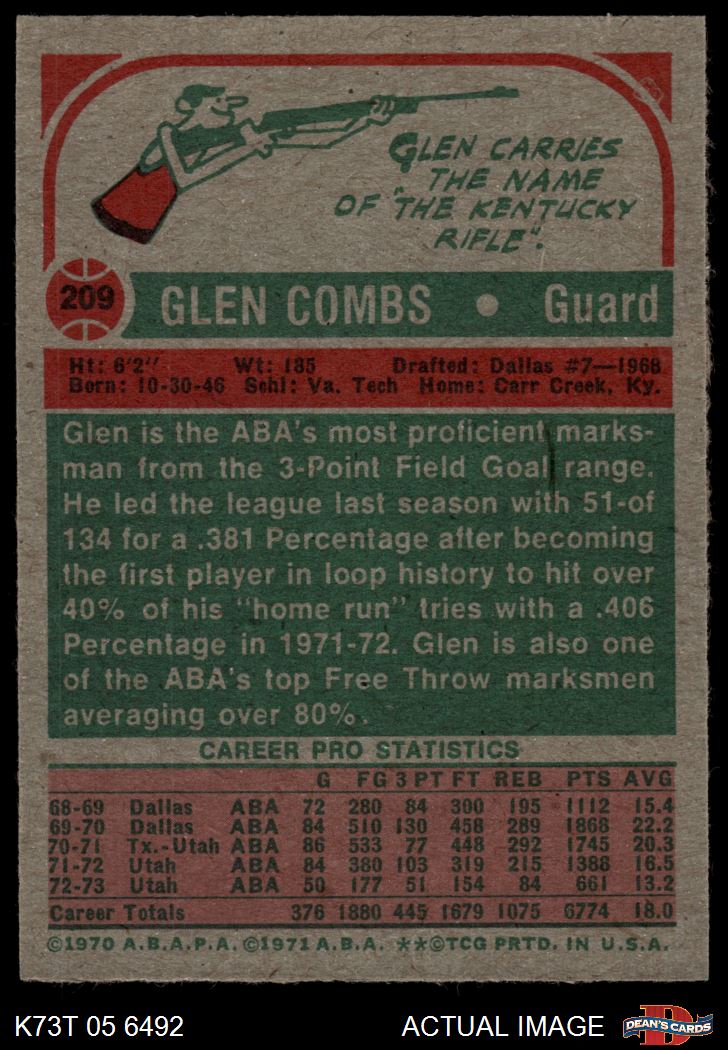 GLEN CARRIES
THE NAME
OF "THE KENTUCKY
RIFLE".
209 GLEN COMBS • Guard
Ht: 6'2" Wt: 185 Drafted: Dallas #7—1968
Born: 10-30-46 Schl: Va. Tech Home: Carr Creek, Ky.
Glen is the ABA's most proficient marks-
man from the 3-Point Field Goal range.
He led the league last season with 51-of
134 for a .381 Percentage after becoming
the first player in loop history to hit over
40% of his "home run" tries with a .406
Percentage in 1971-72. Glen is also one
of the ABA's top Free Throw marksmen
averaging over 80%.
CAREER PRO STATISTICS
G FG 3 PT FT REB PTS AVG
68-69 Dallas ABA 72 280 84 300 195 1112 15.4
69-70 Dallas ABA 84 510 130 458 289 1868 22.2
70-71 Tx.-Utah ABA 86 533 77 448 292 1745 20.3
71-72 Utah ABA 84 380 103 319 215 1388 16.5
72-73 Utah ABA 50 177 51 154 84 661 13.2
Career Totals 376 1880 445 1679 1075 6774 18.0
©1970 A.B.A.P.A. ©1971 A.B.A. **©TCG PRTD. IN U.S.A.
K73T 05 6492 ACTUAL IMAGE DEAN'S CARDS